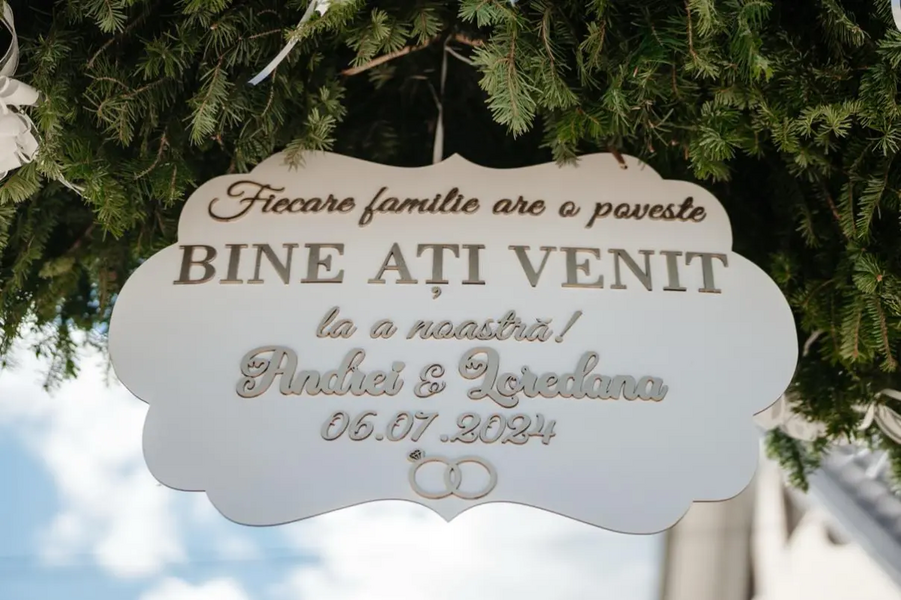 Fiecare familie are o poveste
BINE AȚI VENIT
la a noastră!
Andrei & Loredana
06.07.2024